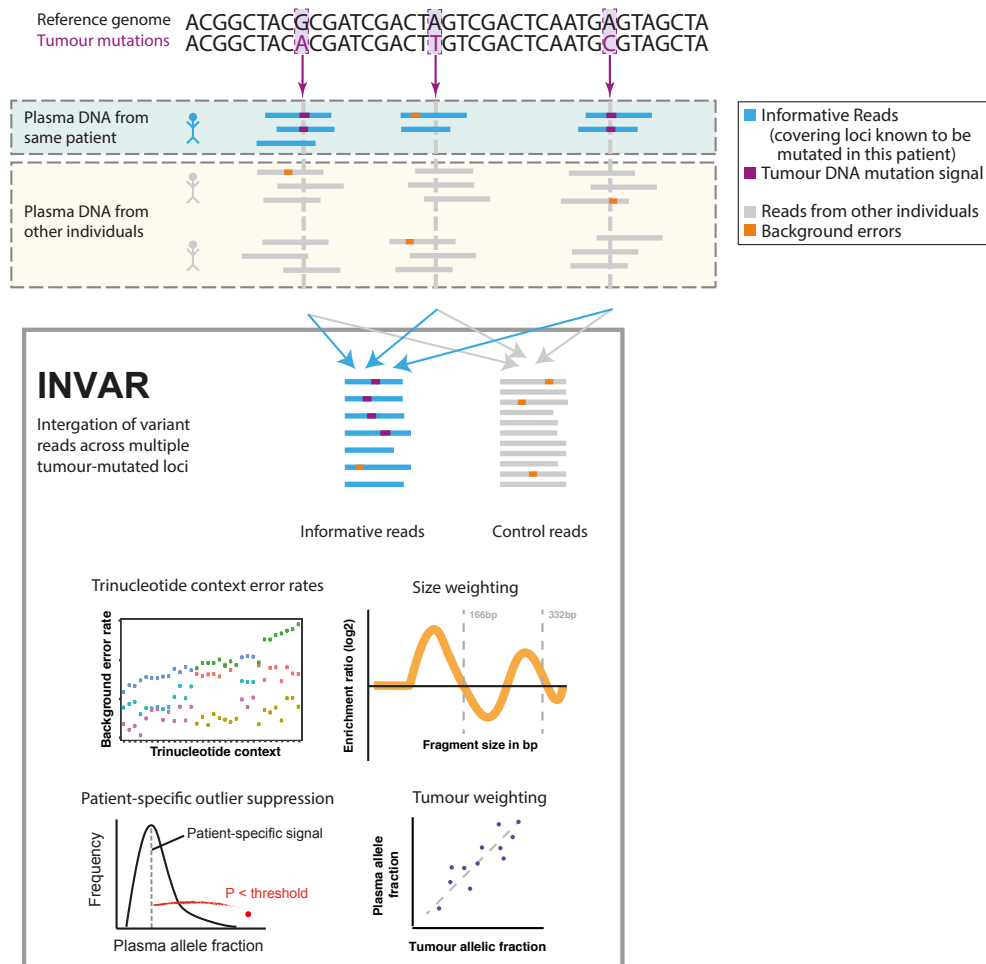 Reference genome ACGGCTACGCGATCGACTAGTCGACTCAATGAGTAGCTA
Tumour mutations ACGGCTACACGATCGACTTGTCGACTCAATGCGTAGCTA
Plasma DNA from
same patient
Plasma DNA from
other individuals
Informative Reads
(covering loci known to be
mutated in this patient)
Tumour DNA mutation signal
Reads from other individuals
Background errors
INVAR
Intergation of variant
reads across multiple
tumour-mutated loci
Informative reads
Control reads
Trinucleotide context error rates
Background error rate
Trinucleotide context
Size weighting
Enrichment ratio (log2)
166bp
332bp
Fragment size in bp
Patient-specific outlier suppression
Frequency
Patient-specific signal
P < threshold
Plasma allele fraction
Tumour weighting
Plasma allele
fraction
Tumour allelic fraction